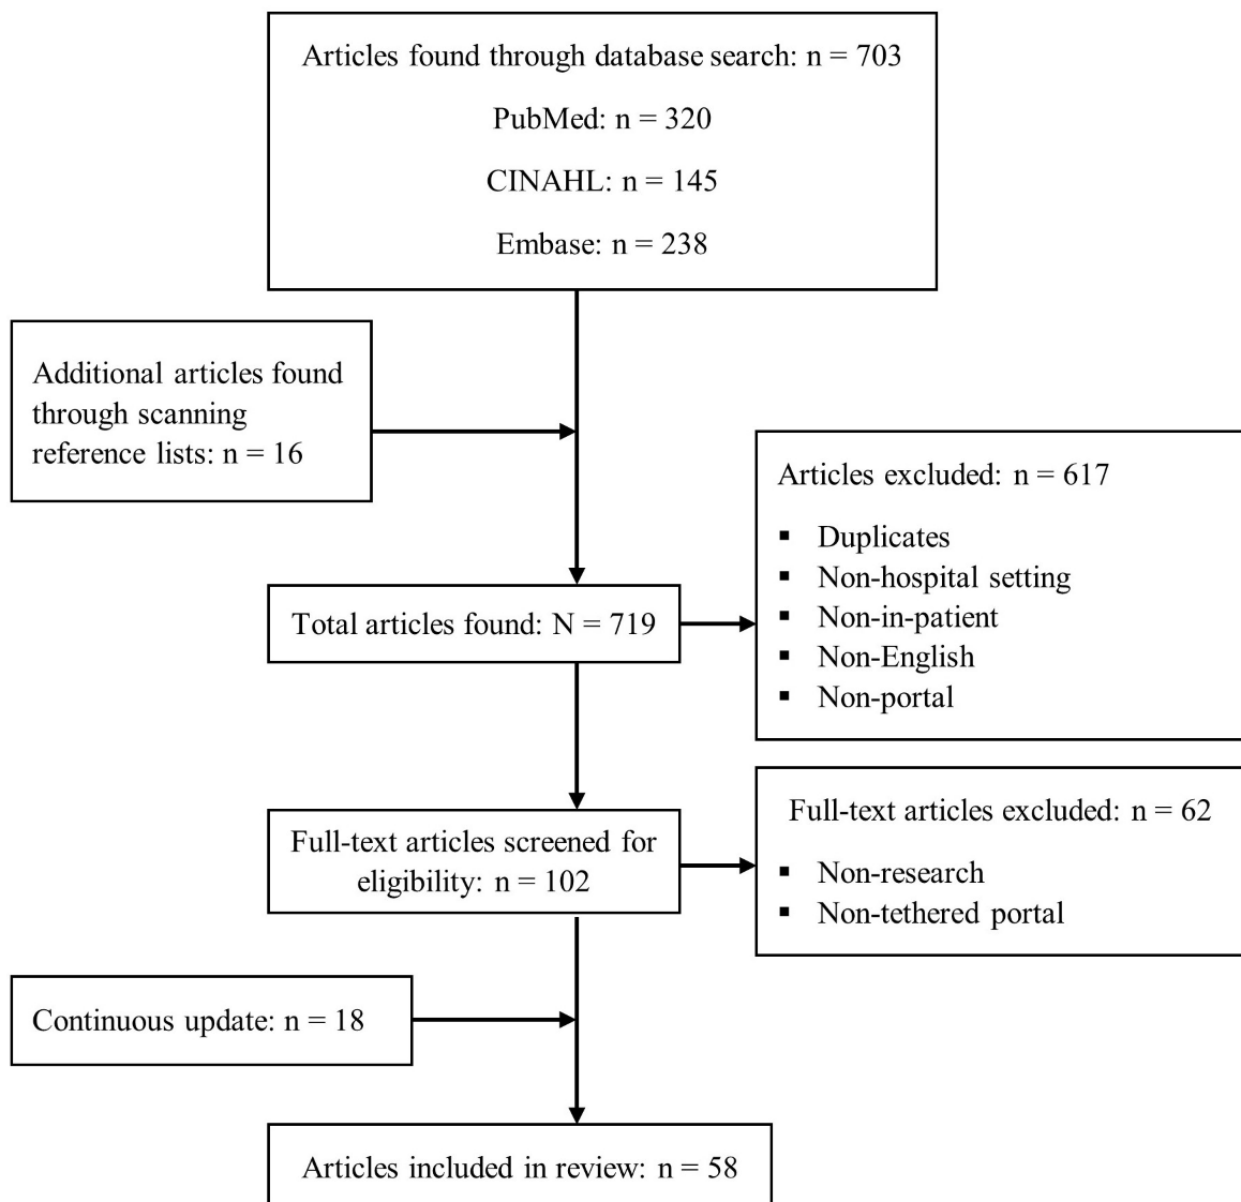 Articles found through database search: n = 703
PubMed: n = 320
CINAHL: n = 145
Embase: n = 238
Additional articles found
through scanning
reference lists: n = 16
Articles excluded: n = 617
▪ Duplicates
▪ Non-hospital setting
▪ Non-in-patient
▪ Non-English
▪ Non-portal
Total articles found: N = 719
Full-text articles screened for
eligibility: n = 102
Full-text articles excluded: n = 62
▪ Non-research
▪ Non-tethered portal
Continuous update: n = 18
Articles included in review: n = 58